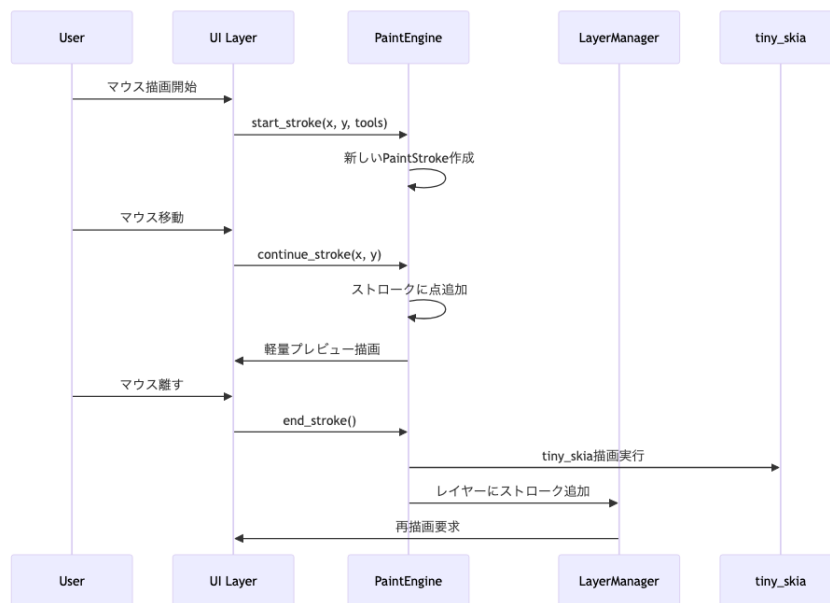 User UI Layer PaintEngine LayerManager tiny_skia
マウス描画開始
start_stroke(x, y, tools)
新しいPaintStroke作成
マウス移動
continue_stroke(x, y)
ストロークに点追加
軽量プレビュー描画
マウス離す
end_stroke()
tiny_skia描画実行
レイヤーにストローク追加
再描画要求
User UI Layer PaintEngine LayerManager tiny_skia